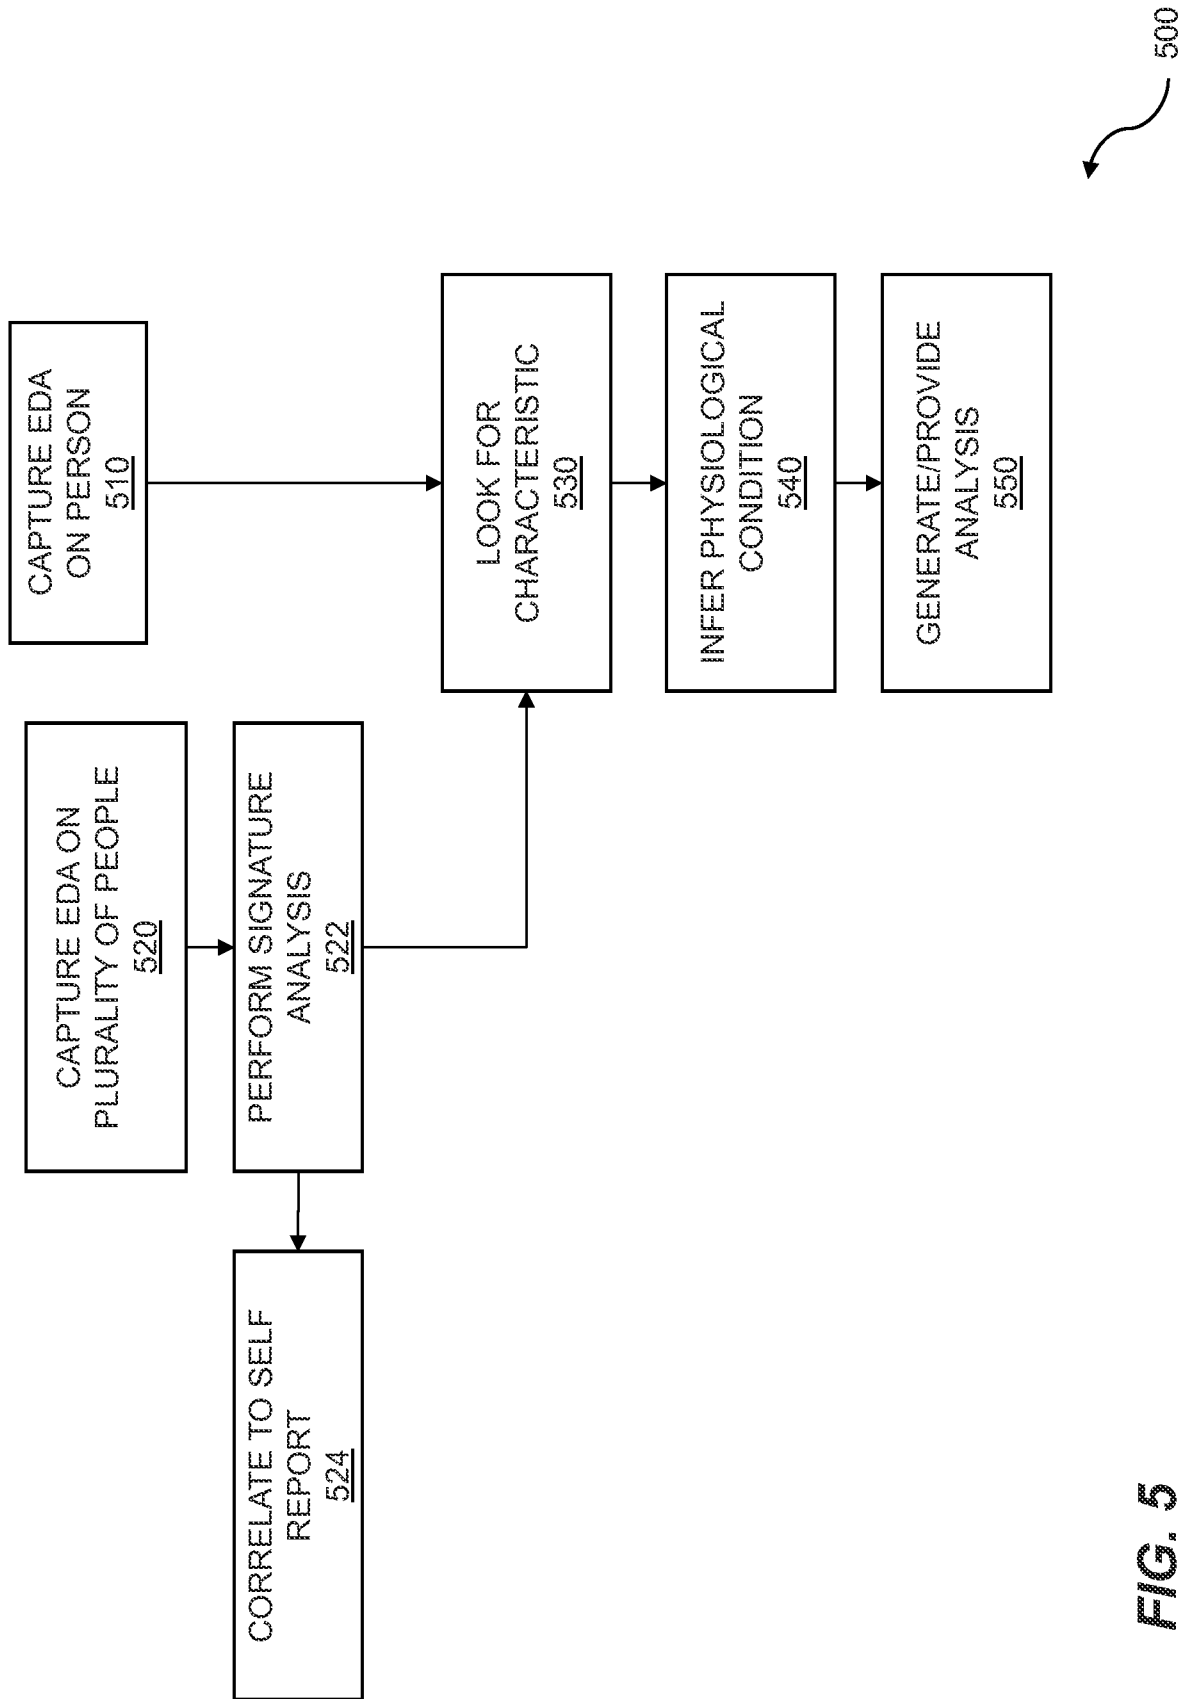 CAPTURE EDA
ON PERSON
510
CAPTURE EDA ON
PLURALITY OF PEOPLE
520
PERFORM SIGNATURE
ANALYSIS
522
CORRELATE TO SELF
REPORT
524
LOOK FOR
CHARACTERISTIC
530
INFER PHYSIOLOGICAL
CONDITION
540
GENERATE/PROVIDE
ANALYSIS
550
500
FIG. 5